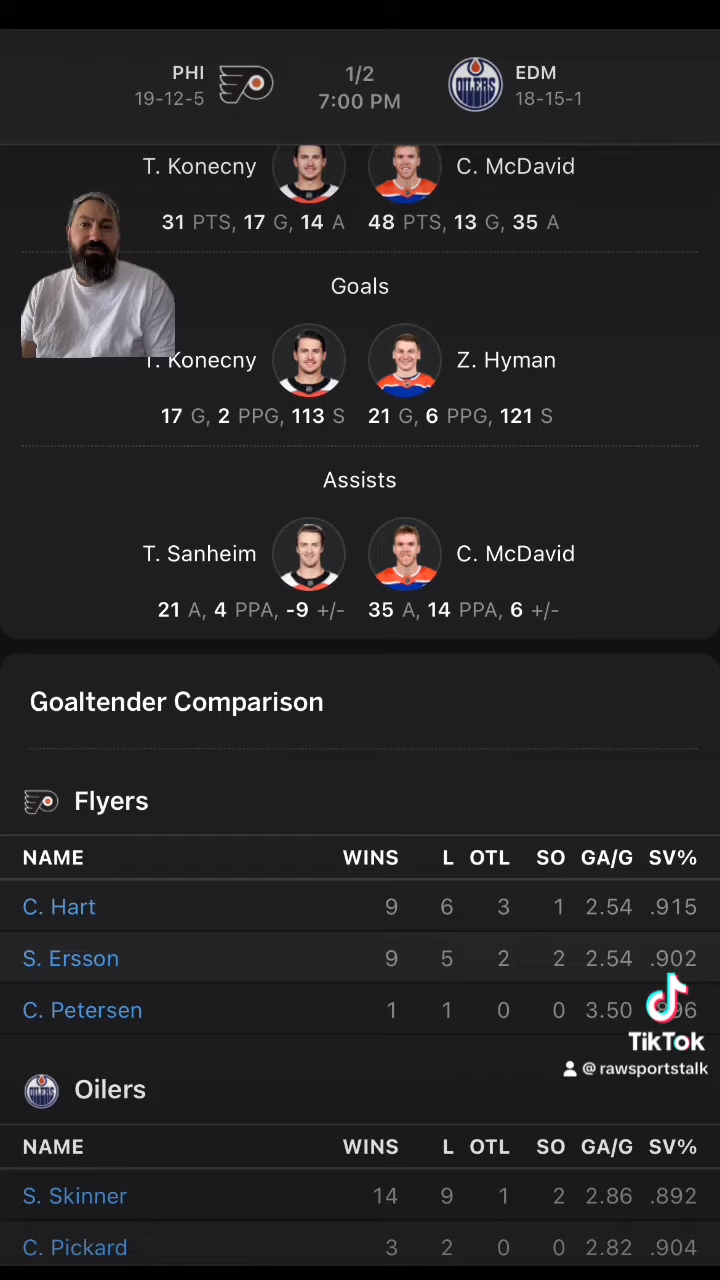 PHI
19-12-5
1/2
7:00 PM
OILERS
EDM
18-15-1
T. Konecny
C. McDavid
31 PTS, 17 G, 14 A
48 PTS, 13 G, 35 A
Goals
T. Konecny
Z. Hyman
17 G, 2 PPG, 113 S
21 G, 6 PPG, 121 S
Assists
T. Sanheim
C. McDavid
21 A, 4 PPA, -9 +/-
35 A, 14 PPA, 6 +/-
Goaltender Comparison
Flyers
NAME WINS L OTL SO GA/G SV%
C. Hart 9 6 3 1 2.54 .915
S. Ersson 9 5 2 2 2.54 .902
C. Petersen 1 1 0 0 3.50
TikTok
@rawsportstalk
OILERS
Oilers
NAME WINS L OTL SO GA/G SV%
S. Skinner 14 9 1 2 2.86 .892
C. Pickard 3 2 0 0 2.82 .904